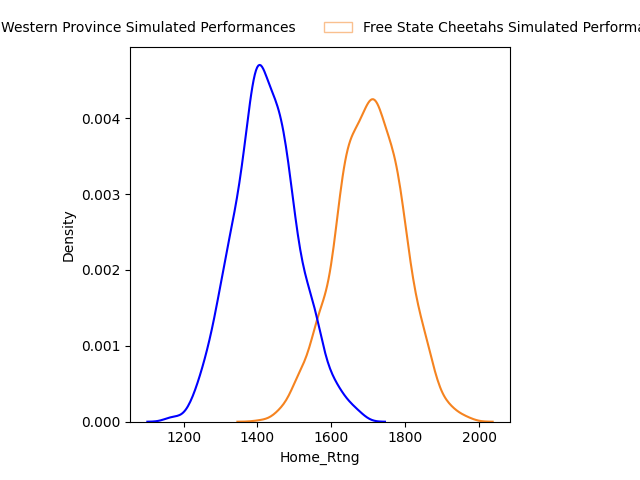 Western Province Simulated Performances Free State Cheetahs Simulated Performa
0.004
0.003
0.002
0.001
0.000
Density
1200 1400 1600 1800 2000
Home_Rtng